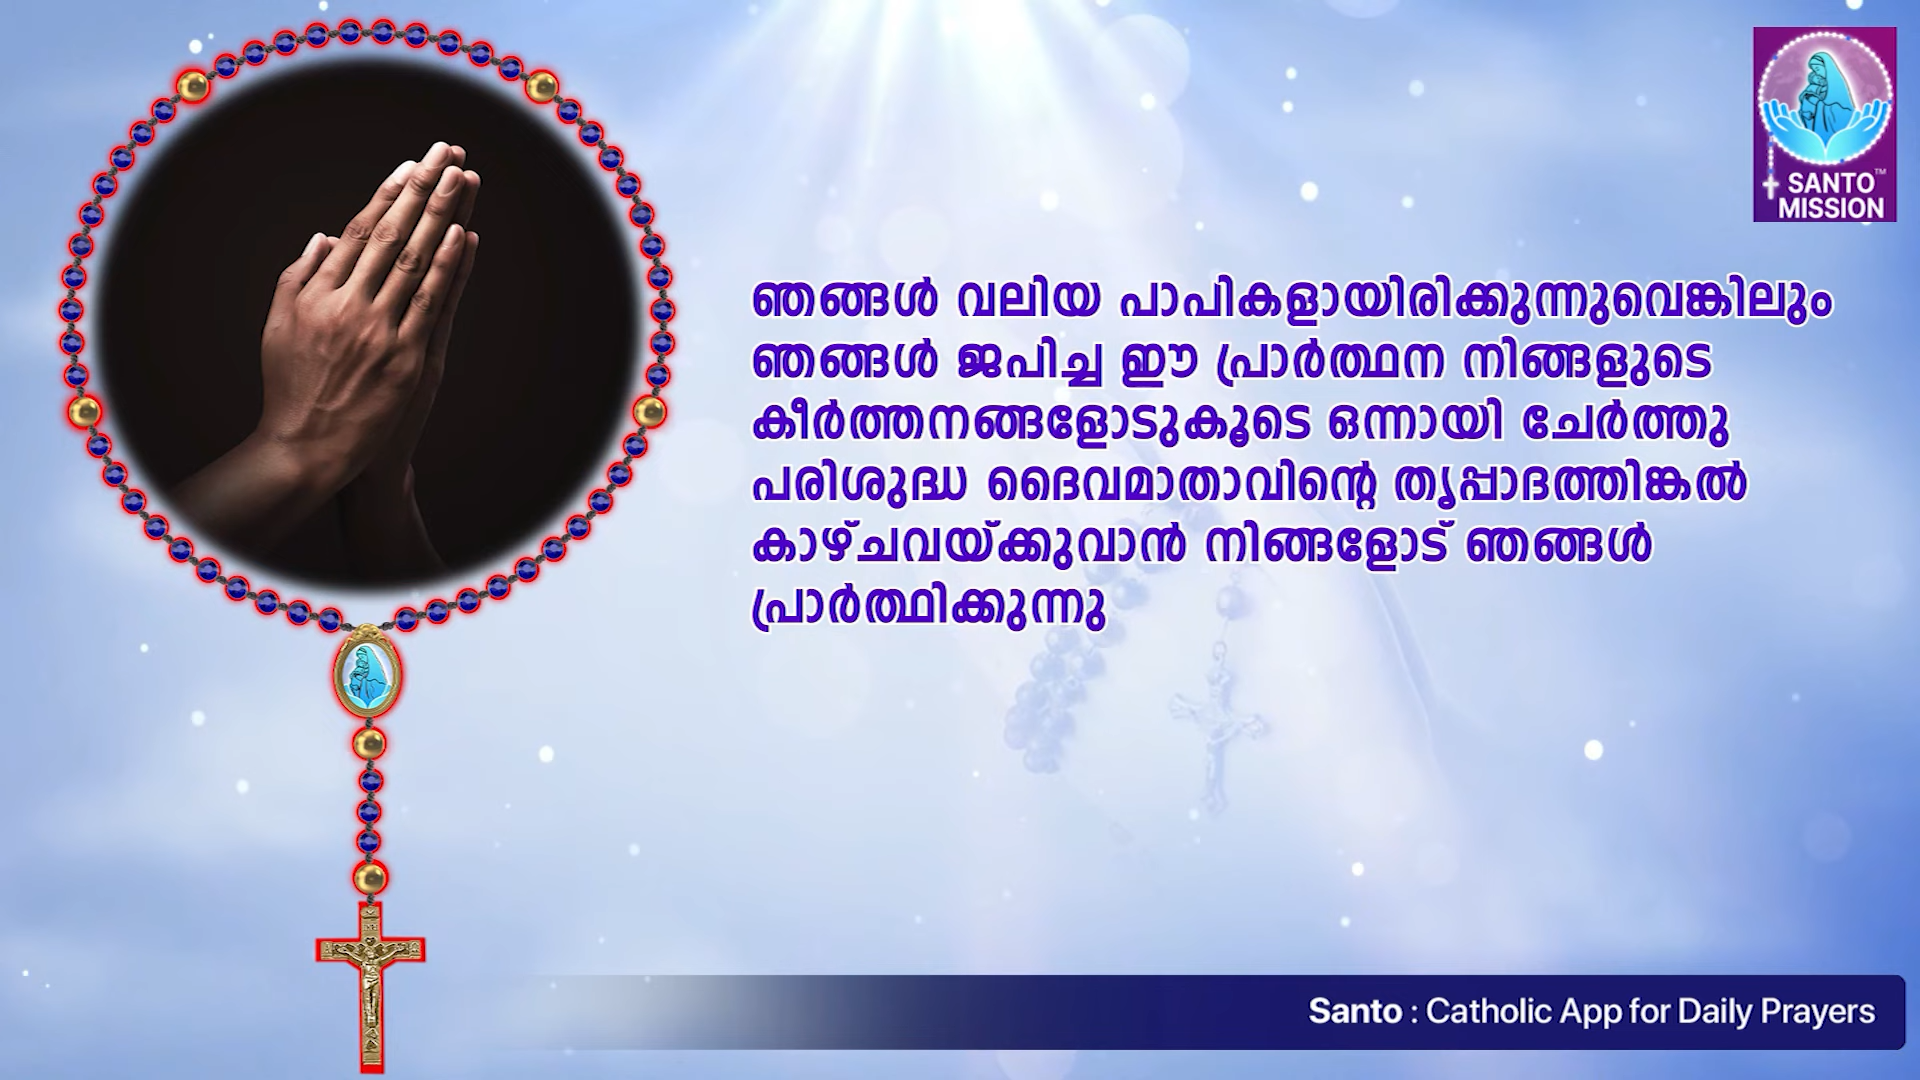 SANTO™
MISSION
ഞങ്ങൾ വലിയ പാപികളായിരിക്കുന്നുവെങ്കിലും
ഞങ്ങൾ ജപിച്ച ഈ പ്രാർത്ഥന നിങ്ങളുടെ
കീർത്തനങ്ങളോടുകൂടെ ഒന്നായി ചേർത്തു
പരിശുദ്ധ ദൈവമാതാവിന്റെ തൃപ്പാദത്തിങ്കൽ
കാഴ്ചവയ്ക്കുവാൻ നിങ്ങളോട് ഞങ്ങൾ
പ്രാർത്ഥിക്കുന്നു
Santo : Catholic App for Daily Prayers